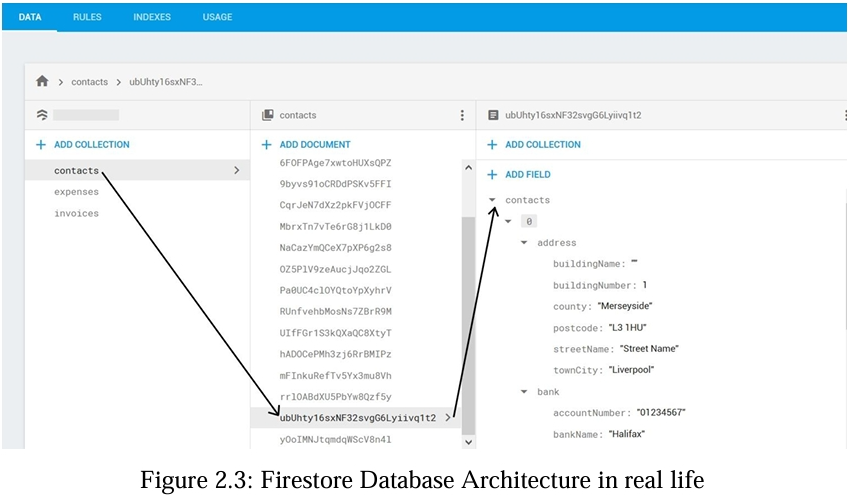 DATA RULES INDEXES USAGE
contacts ubUhty16sxNF3...
contacts
ubUhty16sxNF32svgG6Lyiivq1t2
ADD COLLECTION
contacts
expenses
invoices
ADD DOCUMENT
6FOFPAge7xwtoHUXsQPZ
9byvs91oCRDdPSKv5FFI
CqrJeN7dXz2pkFVjOCFF
MbrxTn7vTe6rG8j1LkD0
NaCazYmQCeX7pXP6g2s8
OZ5PlV9zeAucjJqo2ZGL
Pa0UC4clOYQtoYpXyhrV
RUnfvehbMosNs7ZBrR9M
UIfFGr1S3kQXaQC8XtyT
hADOCePMh3zj6RrBMIPz
mFInkuRefTv5Yx3mu8Vh
rrlOABdXU5PbYw8Qzf5y
ubUhty16sxNF32svgG6Lyiivq1t2
yOoIMNJtqmdqWScV8n4l
ADD COLLECTION
ADD FIELD
contacts
0
address
buildingName: ""
buildingNumber: 1
county: "Merseyside"
postcode: "L3 1HU"
streetName: "Street Name"
townCity: "Liverpool"
bank
accountNumber: "01234567"
bankName: "Halifax"
Figure 2.3: Firestore Database Architecture in real life